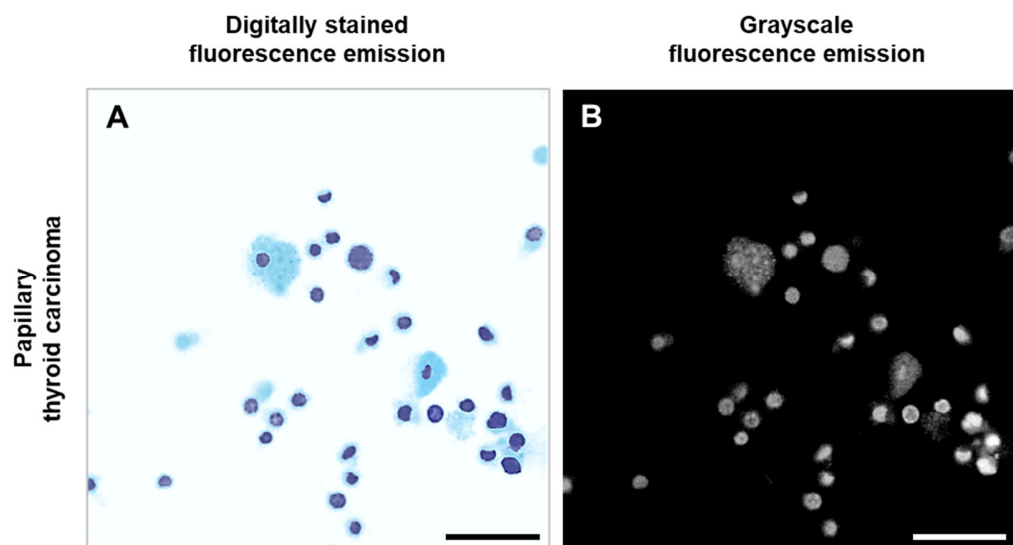 Digitally stained
fluorescence emission
Grayscale
fluorescence emission
A
B
Papillary
thyroid carcinoma